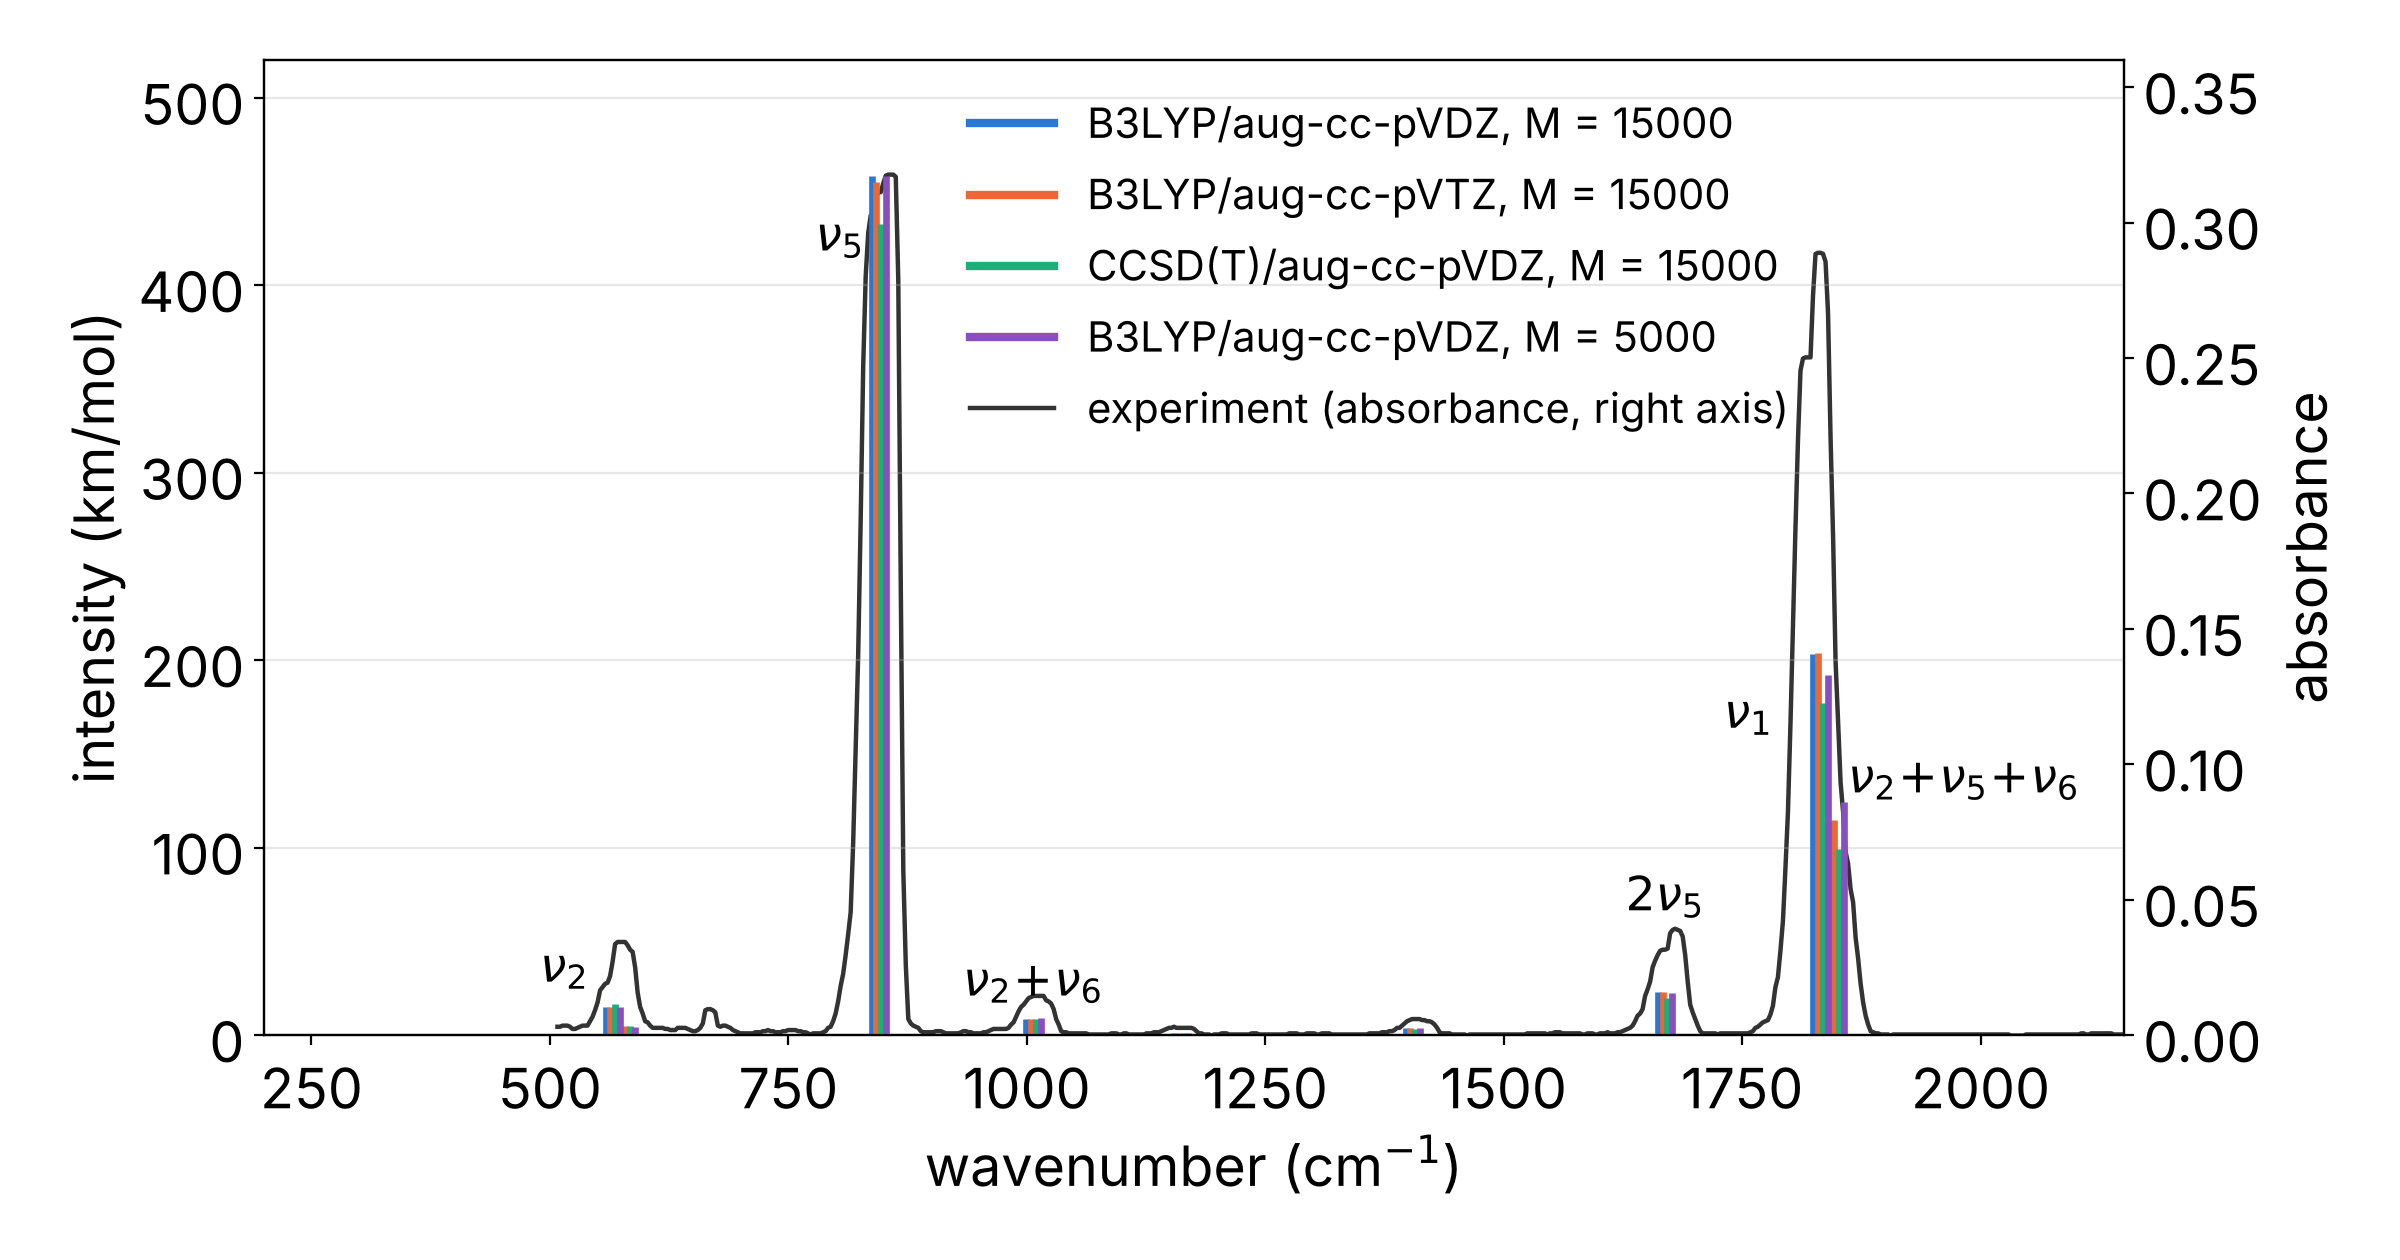 B3LYP/aug-cc-pVDZ, M = 15000
B3LYP/aug-cc-pVTZ, M = 15000
CCSD(T)/aug-cc-pVDZ, M = 15000
B3LYP/aug-cc-pVDZ, M = 5000
experiment (absorbance, right axis)
intensity (km/mol)
500
400
300
200
100
0
ν₅
ν₂
ν₂+ν₆
2ν₅
ν₁
ν₂+ν₅+ν₆
0.35
0.30
0.25
0.20
0.15
0.10
0.05
0.00
absorbance
250 500 750 1000 1250 1500 1750 2000
wavenumber (cm⁻¹)